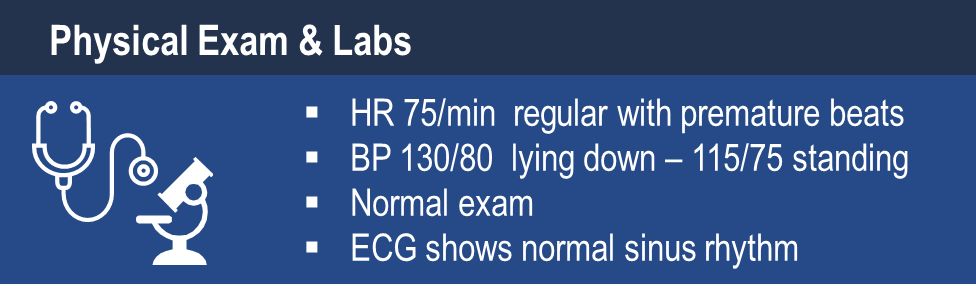 Physical Exam & Labs
▪ HR 75/min  regular with premature beats
▪ BP 130/80  lying down – 115/75 standing
▪ Normal exam
▪ ECG shows normal sinus rhythm